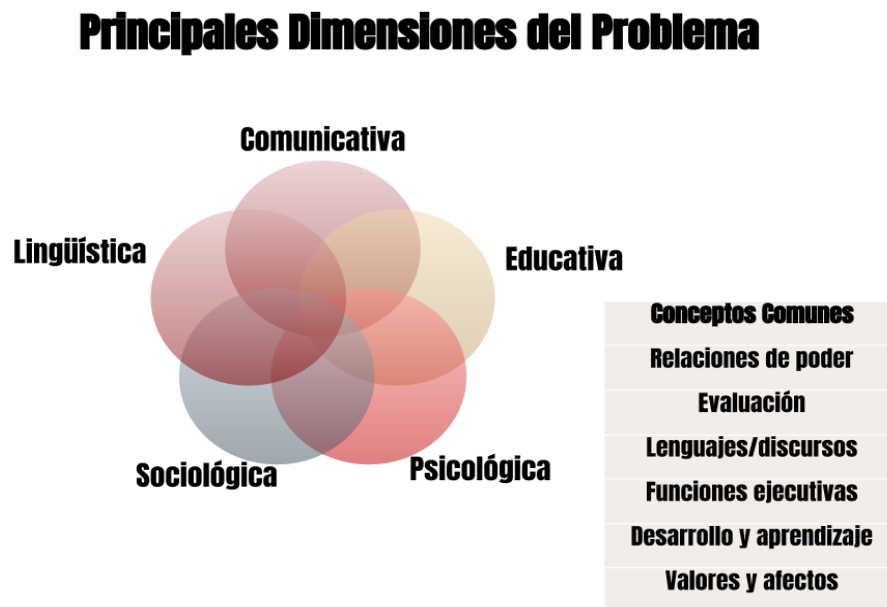 Principales Dimensiones del Problema
Comunicativa
Lingüística
Educativa
Sociológica
Psicológica
Conceptos Comunes
Relaciones de poder
Evaluación
Lenguajes/discursos
Funciones ejecutivas
Desarrollo y aprendizaje
Valores y afectos